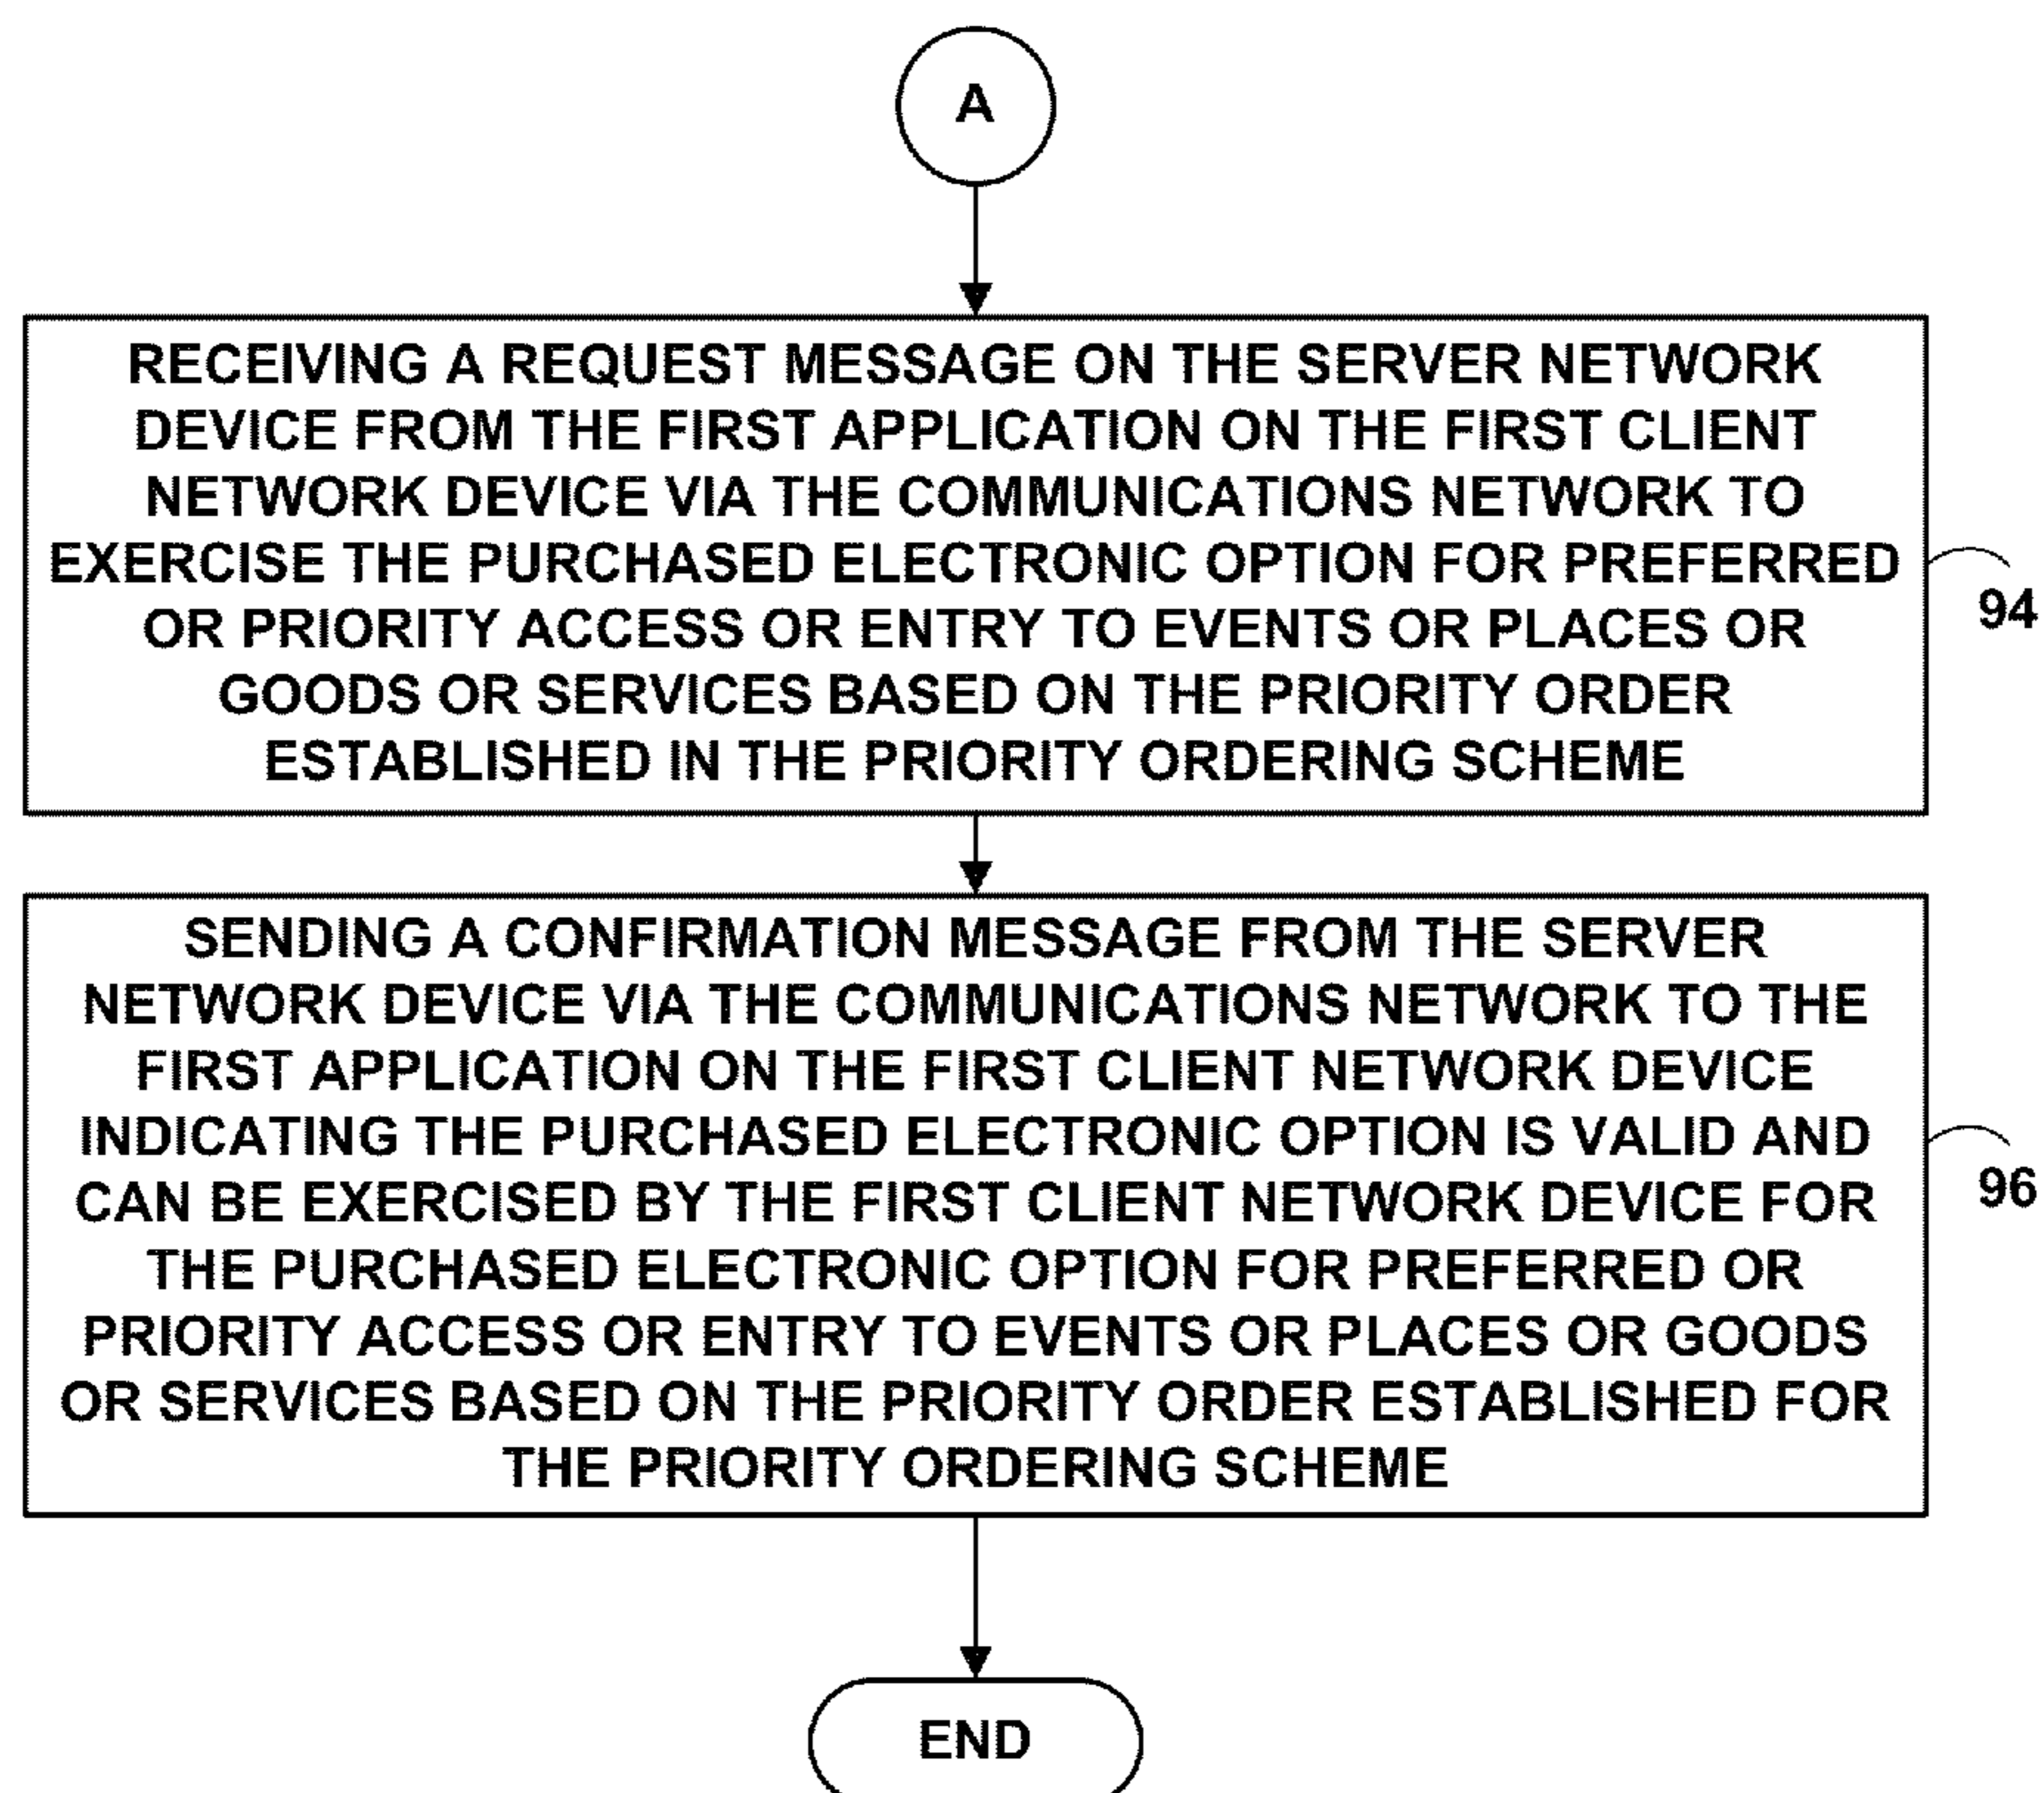 A
RECEIVING A REQUEST MESSAGE ON THE SERVER NETWORK
DEVICE FROM THE FIRST APPLICATION ON THE FIRST CLIENT
NETWORK DEVICE VIA THE COMMUNICATIONS NETWORK TO
EXERCISE THE PURCHASED ELECTRONIC OPTION FOR PREFERRED
OR PRIORITY ACCESS OR ENTRY TO EVENTS OR PLACES OR
GOODS OR SERVICES BASED ON THE PRIORITY ORDER
ESTABLISHED IN THE PRIORITY ORDERING SCHEME
94
SENDING A CONFIRMATION MESSAGE FROM THE SERVER
NETWORK DEVICE VIA THE COMMUNICATIONS NETWORK TO THE
FIRST APPLICATION ON THE FIRST CLIENT NETWORK DEVICE
INDICATING THE PURCHASED ELECTRONIC OPTION IS VALID AND
CAN BE EXERCISED BY THE FIRST CLIENT NETWORK DEVICE FOR
THE PURCHASED ELECTRONIC OPTION FOR PREFERRED OR
PRIORITY ACCESS OR ENTRY TO EVENTS OR PLACES OR GOODS
OR SERVICES BASED ON THE PRIORITY ORDER ESTABLISHED FOR
THE PRIORITY ORDERING SCHEME
96
END